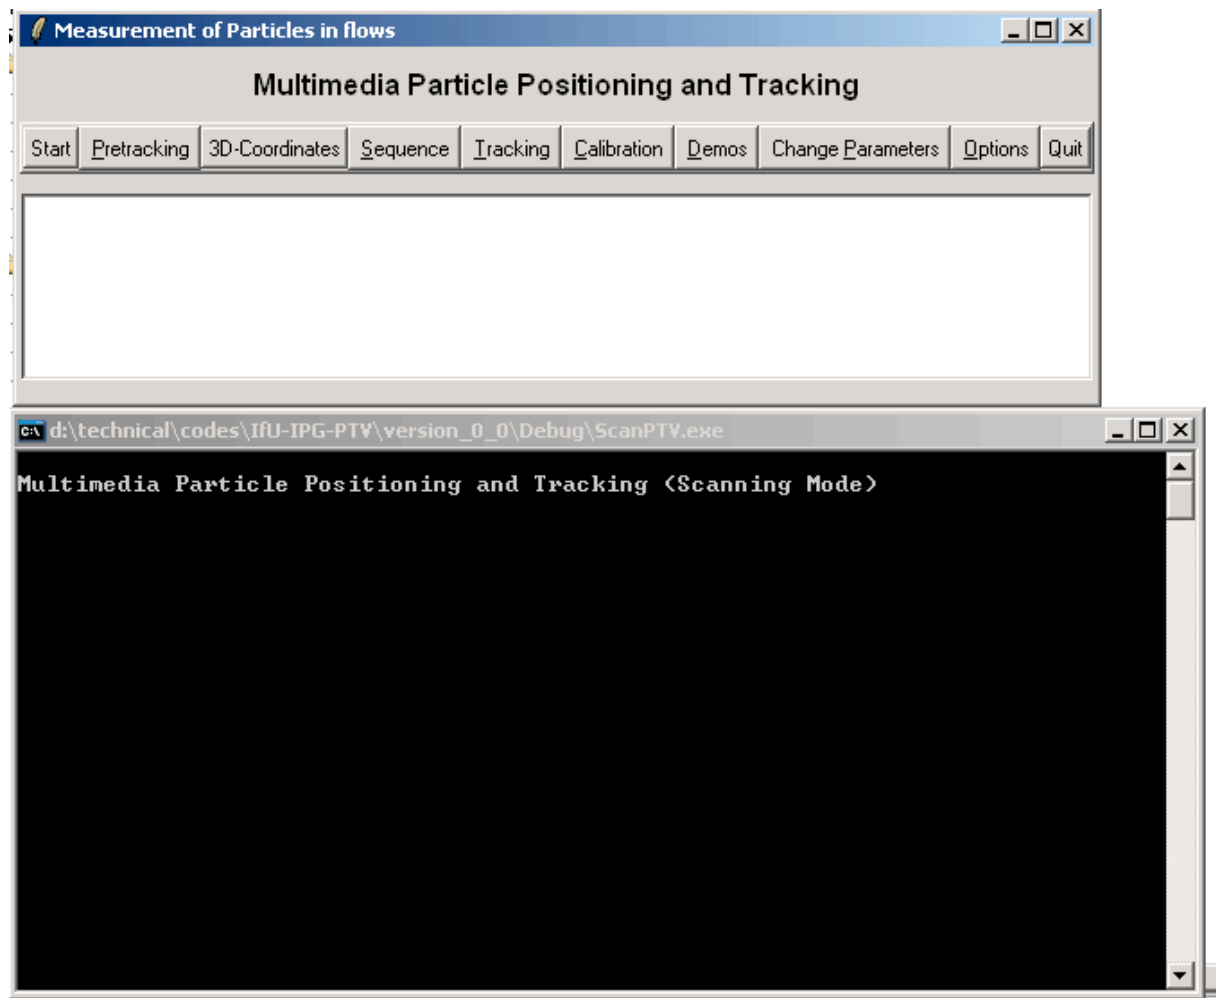 Measurement of Particles in flows
Multimedia Particle Positioning and Tracking
Start Pretracking 3D-Coordinates Sequence Tracking Calibration Demos Change Parameters Options Quit
d:\technical\codes\IfU-IPG-PTV\version_0_0\Debug\ScanPTV.exe
Multimedia Particle Positioning and Tracking (Scanning Mode)